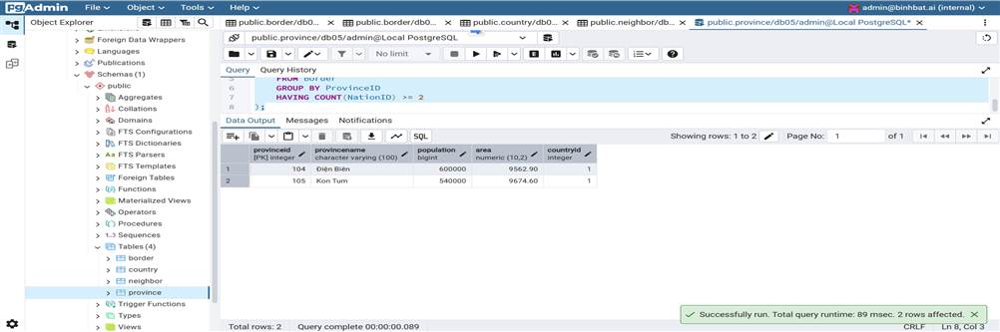 pgAdmin File Object Tools Help admin@binhbat.ai (internal)
Object Explorer
public.border/db0... public.border/db0... public.country/db0... public.neighbor/db... public.province/db05/admin@Local PostgreSQL*
public.province/db05/admin@Local PostgreSQL
No limit
Query Query History
FROM Border
6 GROUP BY ProvinceID
7 HAVING COUNT(NationID) >= 2
8 );
Data Output Messages Notifications
SQL Showing rows: 1 to 2 Page No: 1 of 1
provinceid provincename population area countryid
[PK] integer character varying (100) bigint numeric (10,2) integer
1 104 Điện Biên 600000 9562.90 1
2 105 Kon Tum 540000 9674.60 1
Foreign Data Wrappers
Languages
Publications
Schemas (1)
public
Aggregates
Collations
Domains
FTS Configurations
FTS Dictionaries
FTS Parsers
FTS Templates
Foreign Tables
Functions
Materialized Views
Operators
Procedures
Sequences
Tables (4)
border
country
neighbor
province
Trigger Functions
Types
Views
Successfully run. Total query runtime: 89 msec. 2 rows affected.
Total rows: 2 Query complete 00:00:00.089 CRLF Ln 8, Col 3